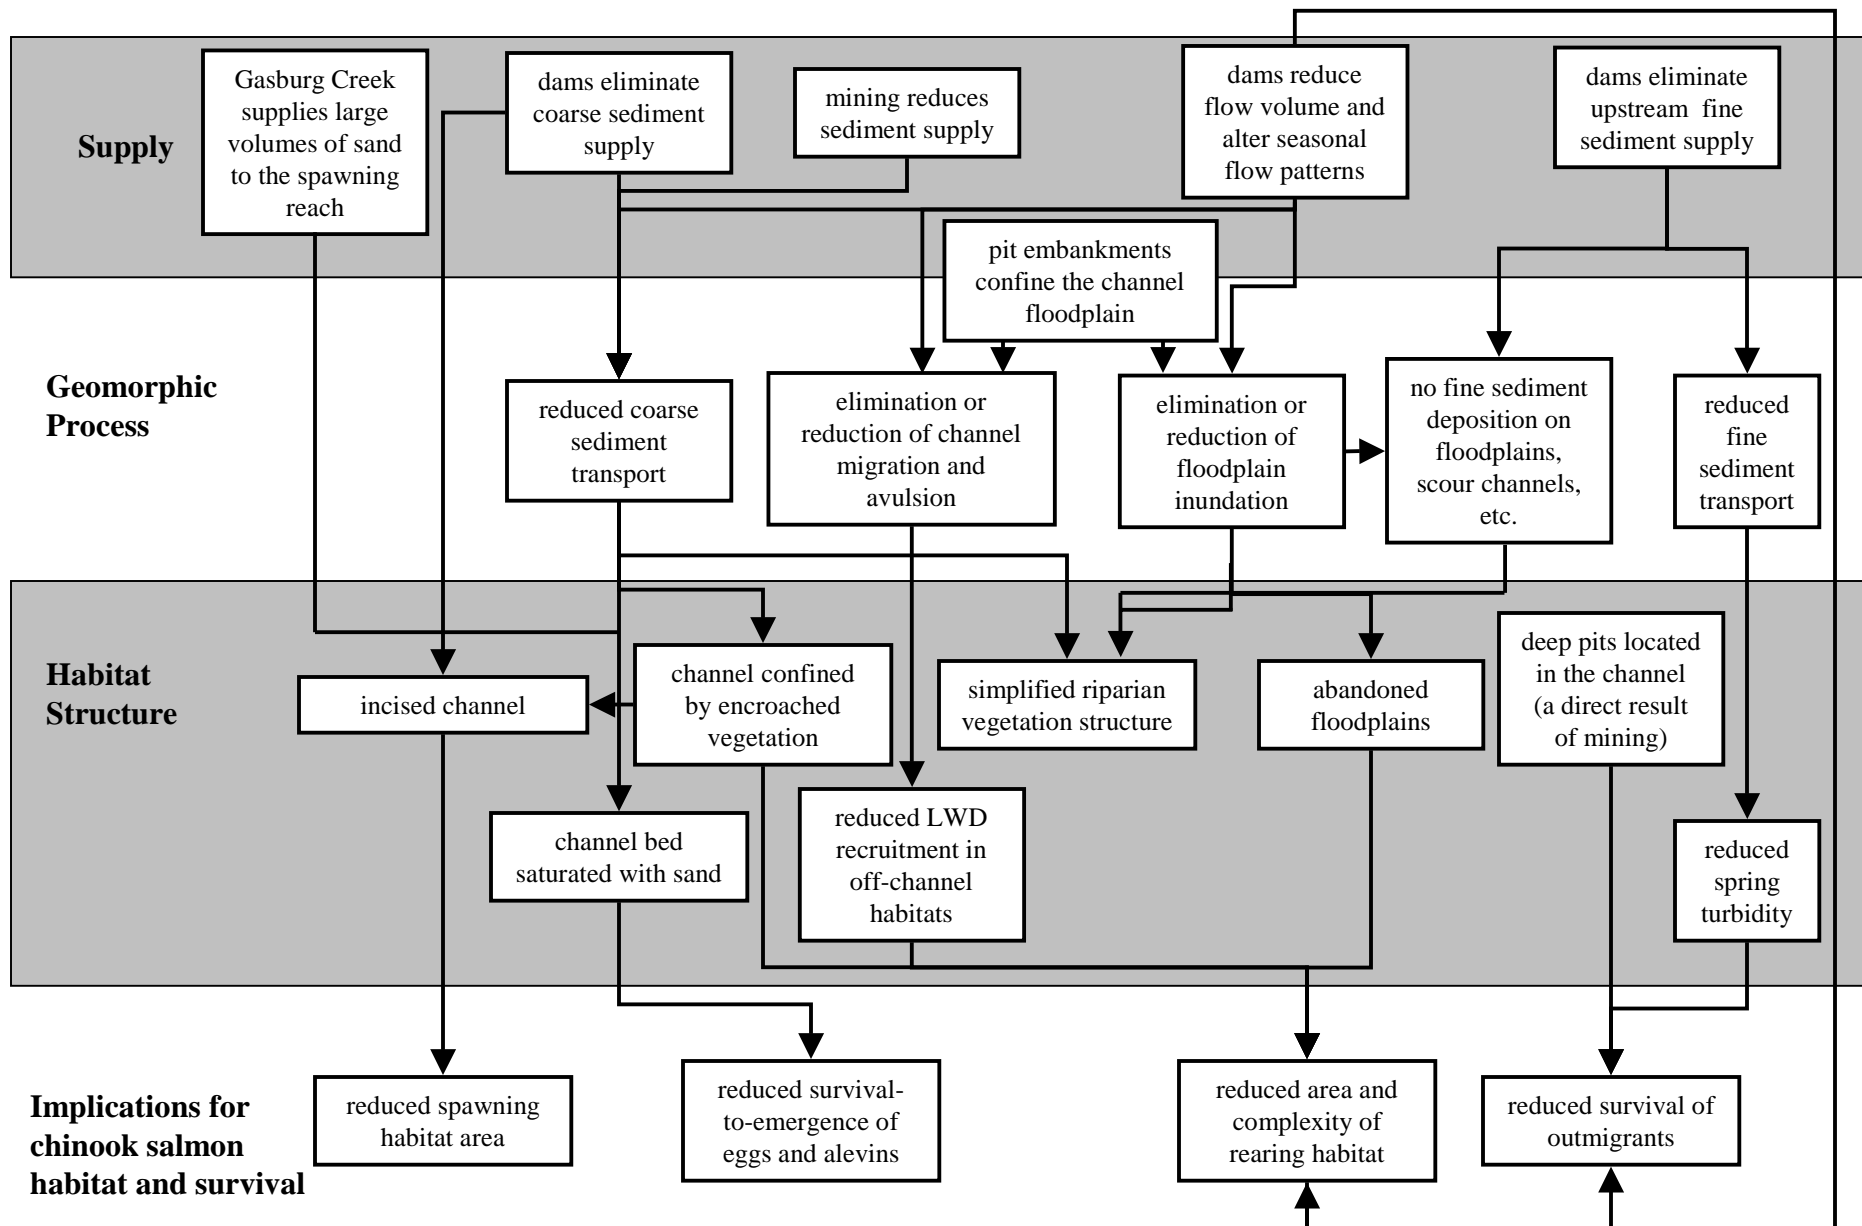 Supply
Gasburg Creek
supplies large
volumes of sand
to the spawning
reach
dams eliminate
coarse sediment
supply
mining reduces
sediment supply
dams reduce
flow volume and
alter seasonal
flow patterns
dams eliminate
upstream fine
sediment supply
pit embankments
confine the channel
floodplain
Geomorphic
Process
reduced coarse
sediment
transport
elimination or
reduction of channel
migration and
avulsion
elimination or
reduction of
floodplain
inundation
no fine sediment
deposition on
floodplains,
scour channels,
etc.
reduced
fine
sediment
transport
Habitat
Structure
incised channel
channel confined
by encroached
vegetation
simplified riparian
vegetation structure
abandoned
floodplains
deep pits located
in the channel
(a direct result
of mining)
channel bed
saturated with sand
reduced LWD
recruitment in
off-channel
habitats
reduced
spring
turbidity
Implications for
chinook salmon
habitat and survival
reduced spawning
habitat area
reduced survival-
to-emergence of
eggs and alevins
reduced area and
complexity of
rearing habitat
reduced survival of
outmigrants